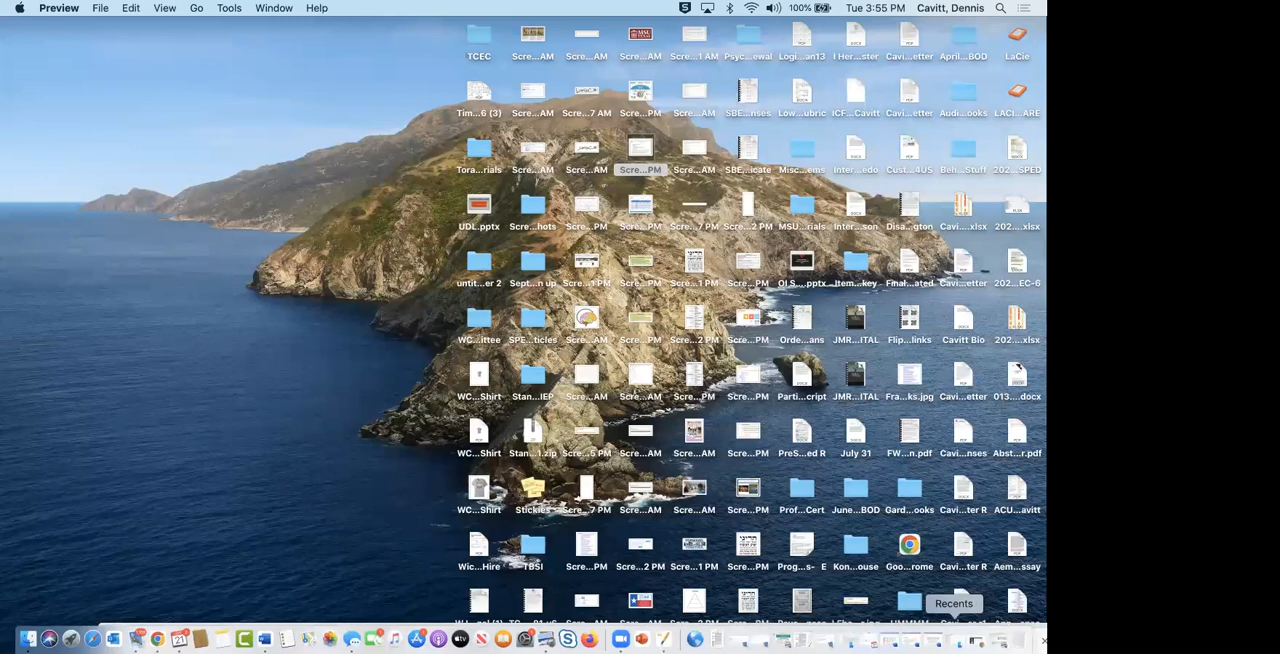 Preview File Edit View Go Tools Window Help 100% Tue 3:55 PM Cavitt, Dennis
TCEC Scre...AM Scre...AM Scre...AM Scre...1 AM Psyc...ewal Logi...an13 I Her...ster Cavi...etter April...BOD LaCie
Tim...6 (3) Scre...AM Scre...7 AM Scre...PM Scre...AM SBE...nses Low...ubric ICF...Cavitt Cavi...etter Audi...ooks LACI...ARE
Tora...rials Scre...AM Scre...AM Scre...PM Scre...AM SBE...icate Misc...ems Inter...edo Cust...4US Beh...Stuff 202...SPED
UDL.pptx Scre...hots Scre...PM Scre...PM Scre...7 PM Scre...2 PM MSU...rials Inter...son Disa...gton Cavi...xlsx 202...xlsx
untit...er 2 Sept...n up Scre...1 PM Scre...PM Scre...1 PM Scre...PM OLS...pptx Item...key Final...ated Cavi...etter 202...EC-6
WC...ittee SPE...ticles Scre...AM Scre...PM Scre...2 PM Scre...PM Orde...ans JMR...ITAL Flip...links Cavitt Bio 202...xlsx
WC...Shirt Stan...IEP Scre...AM Scre...AM Scre...PM Scre...PM Parti...cript JMR...ITAL Fra...ks.jpg Cavi...etter 013....docx
WC...Shirt Stan...1.zip Scre...5 PM Scre...AM Scre...AM Scre...PM PreS...ed R July 31 FW...n.pdf Cavi...nses Abst...r.pdf
WC...Shirt Stickies Scre...7 PM Scre...AM Scre...AM Scre...PM Prof...Cert June...BOD Gard...ooks Cavi...ter R ACU...avitt
Wic...Hire TBSI Scre...PM Scre...2 PM Scre...1 PM Scre...PM Prog...s- E Kon...ouse Goo...rome Cavi...ter R Aem...ssay
Recents